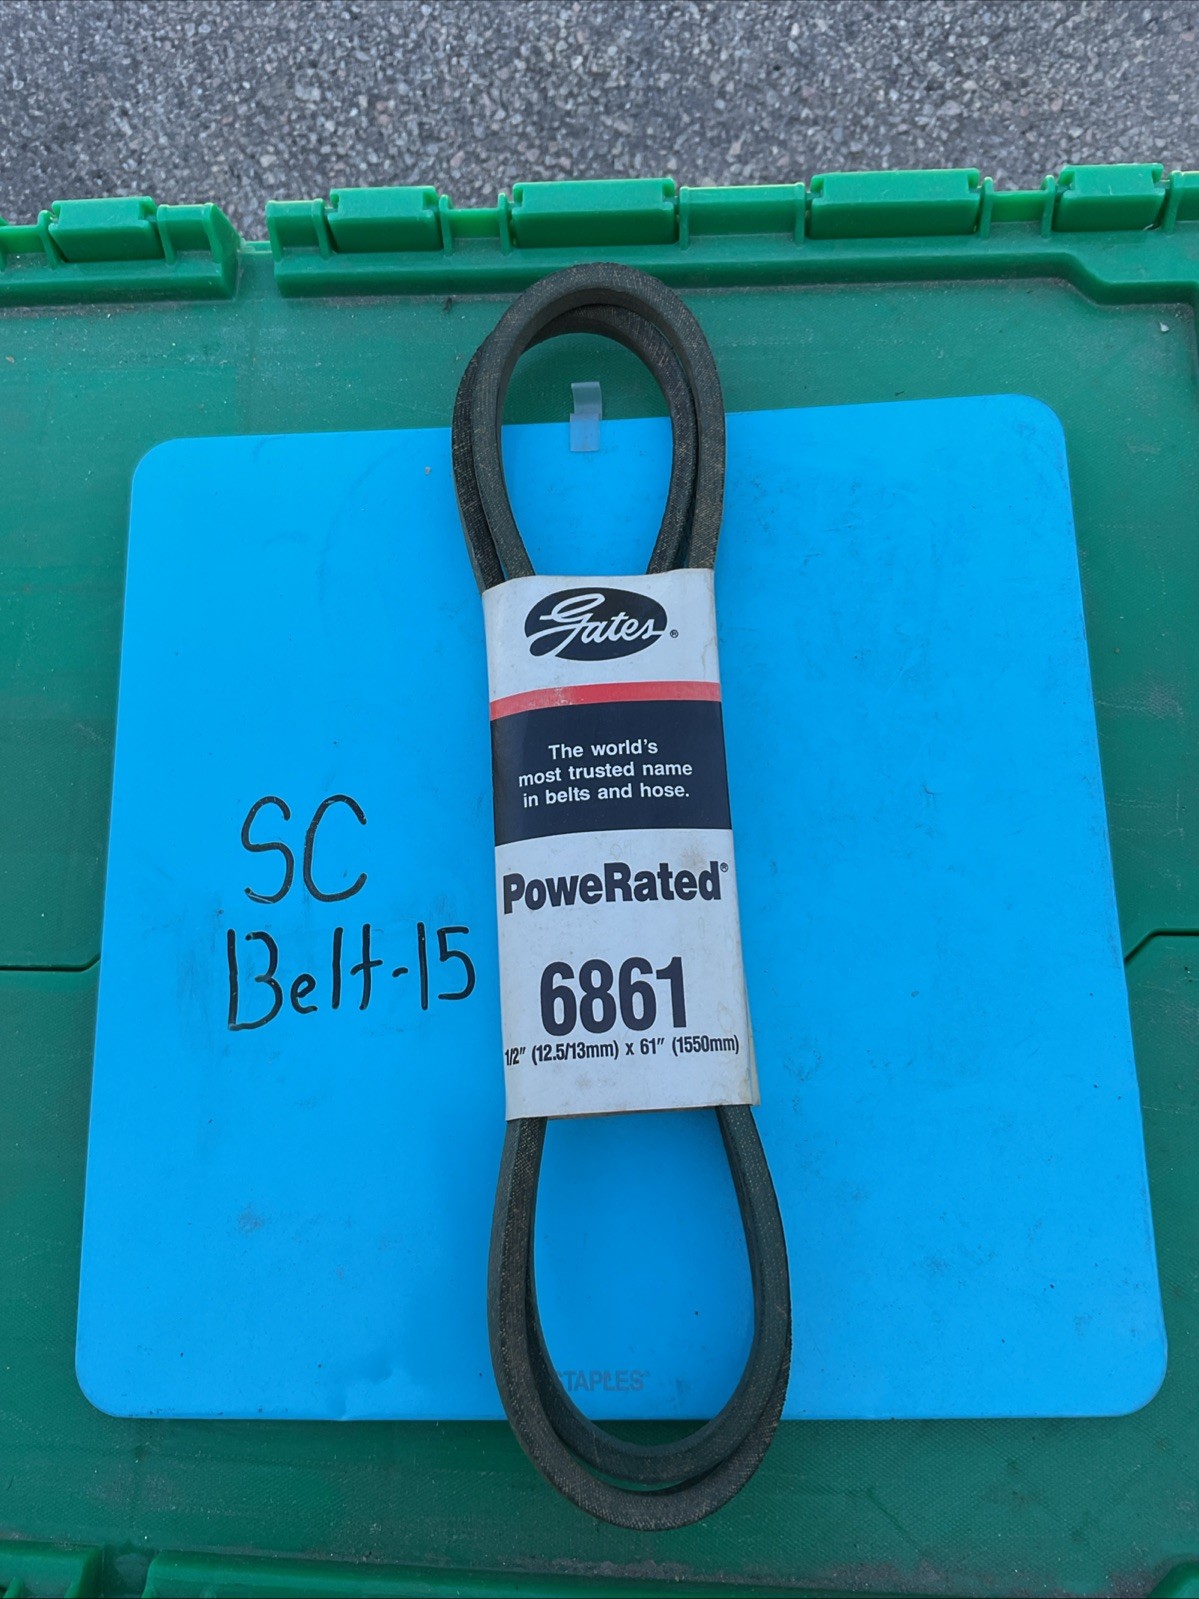 Gates®
The world's
most trusted name
in belts and hose.
PoweRated®
6861
1/2" (12.5/13mm) x 61" (1550mm)
SC
Belt-15
STAPLES